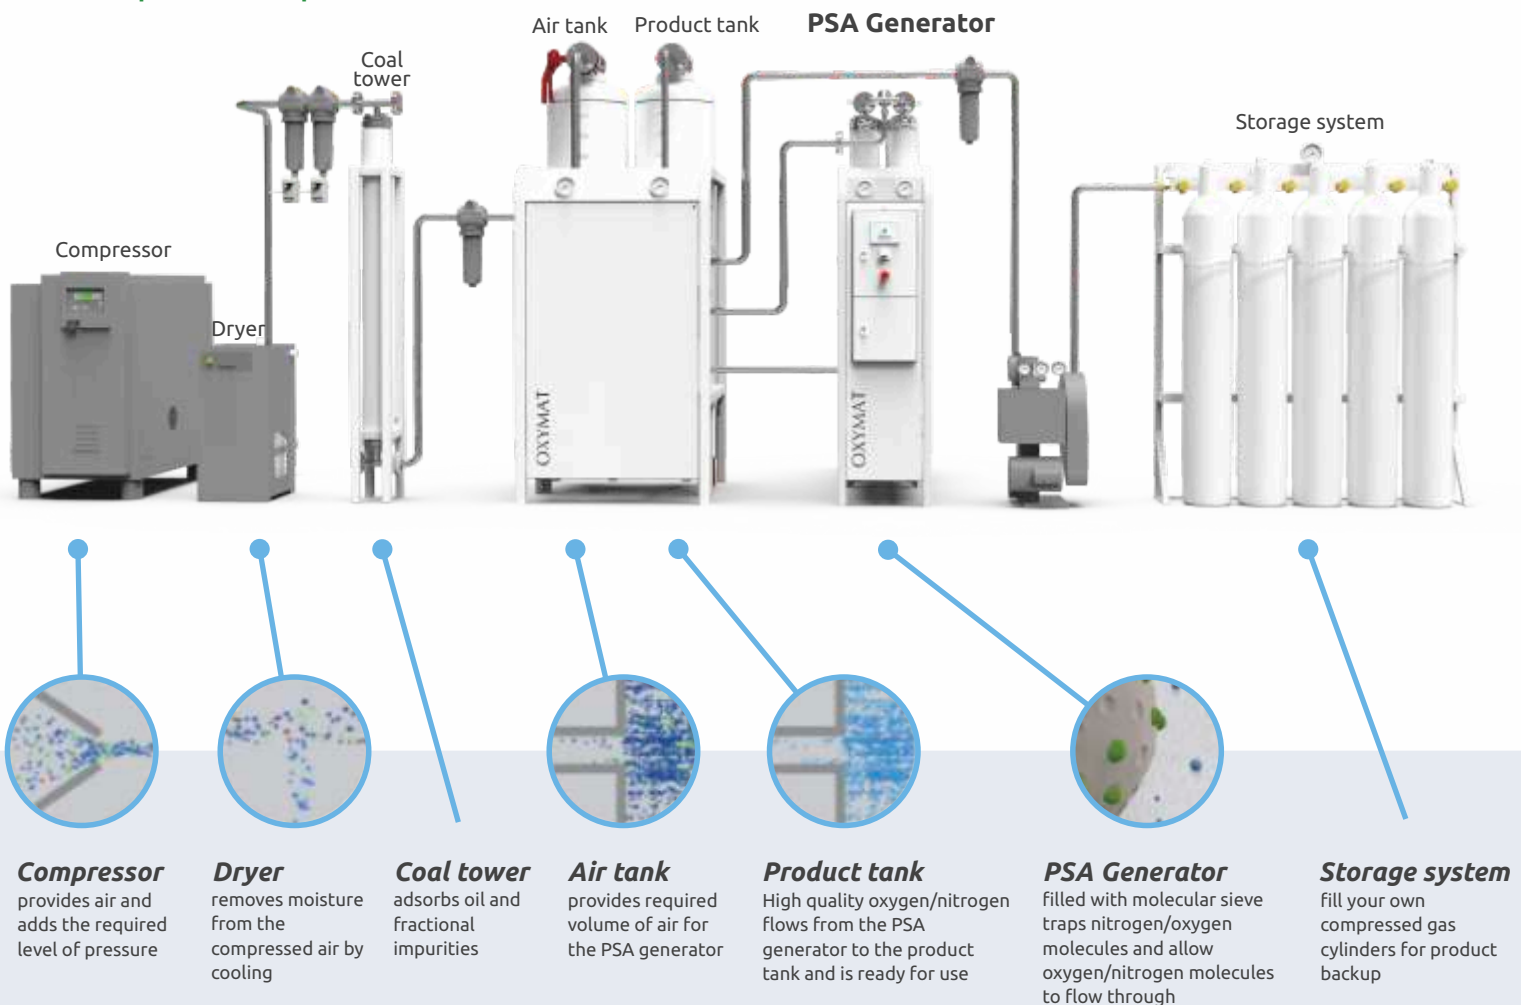 Air tank
Product tank
PSA Generator
Coal
tower
Storage system
Compressor
Dryer
OXYMAT
OXYMAT
Compressor
provides air and
adds the required
level of pressure
Dryer
removes moisture
from the
compressed air by
cooling
Coal tower
adsorbs oil and
fractional
impurities
Air tank
provides required
volume of air for
the PSA generator
Product tank
High quality oxygen/nitrogen
flows from the PSA
generator to the product
tank and is ready for use
PSA Generator
filled with molecular sieve
traps nitrogen/oxygen
molecules and allow
oxygen/nitrogen molecules
to flow through
Storage system
fill your own
compressed gas
cylinders for product
backup